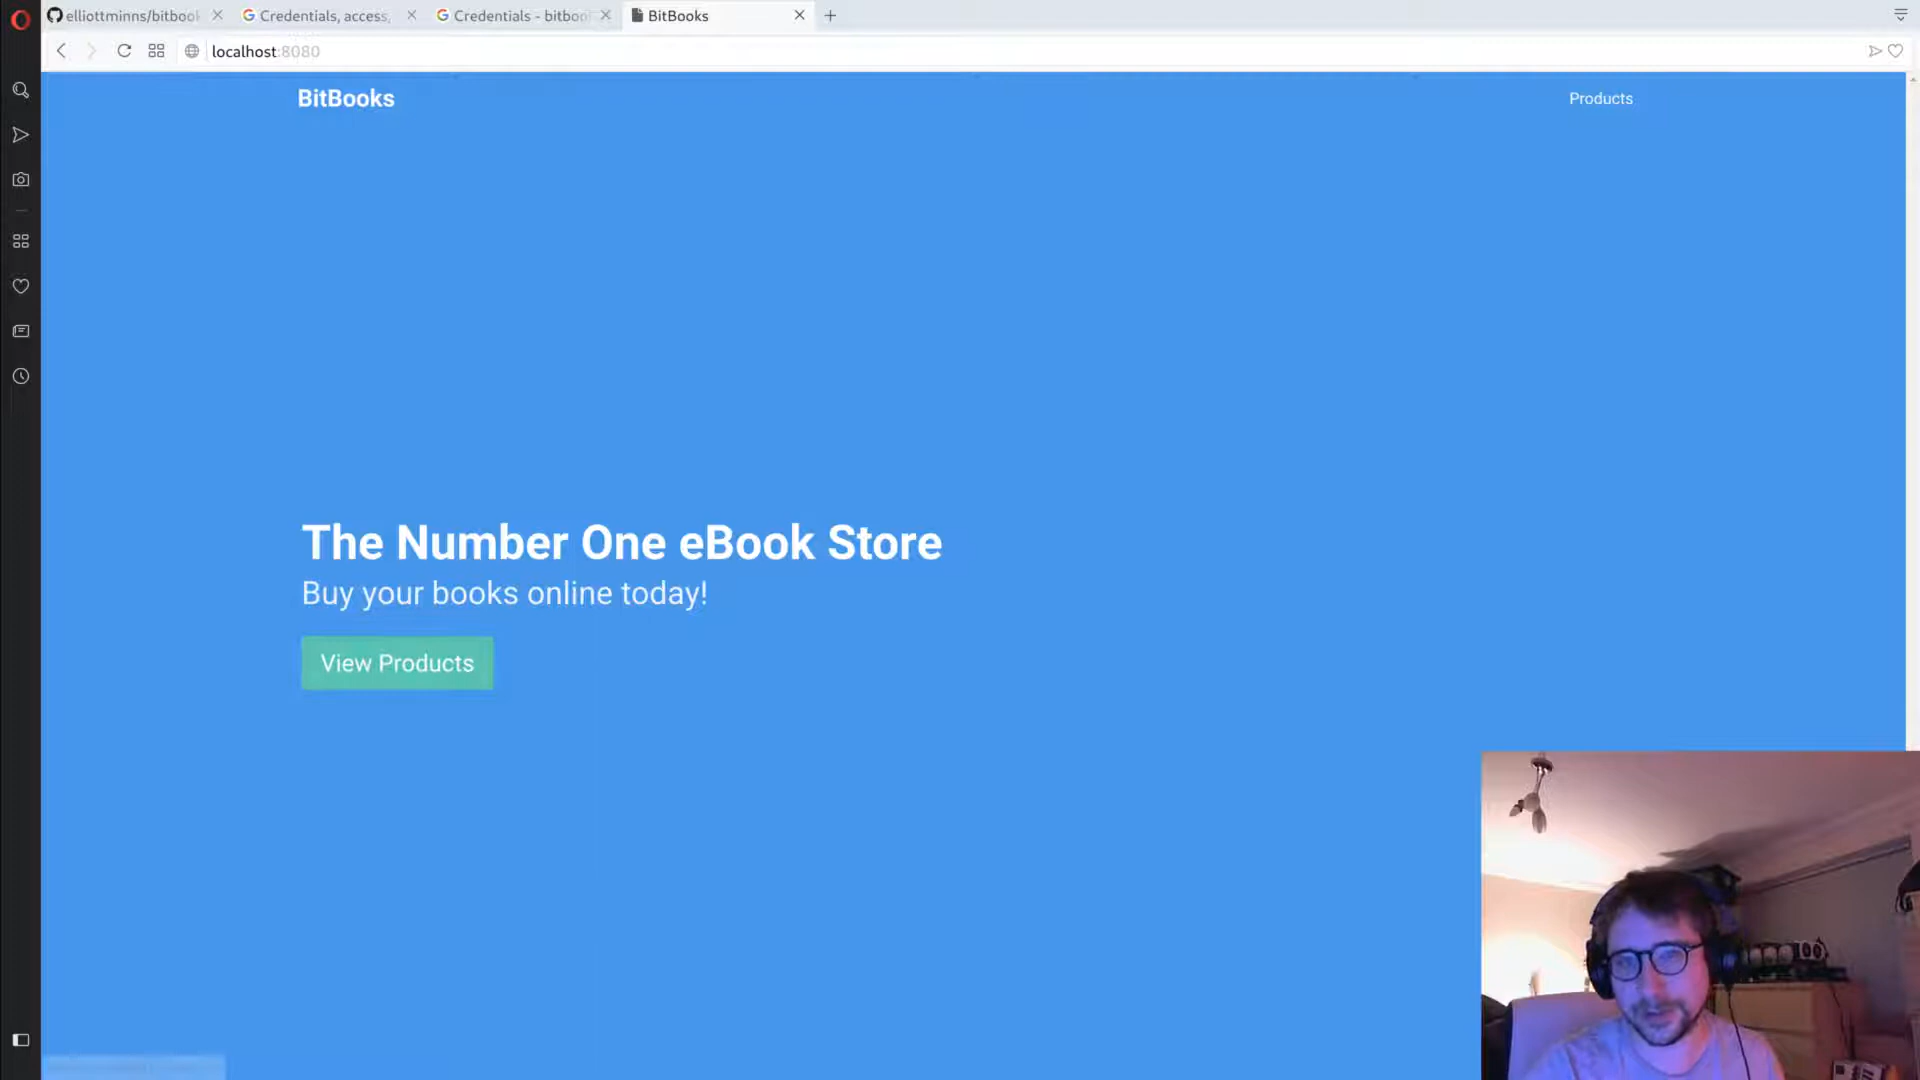 elliottminns/bitbook
Credentials, access,
Credentials - bitboo
BitBooks
localhost:8080
BitBooks
Products
The Number One eBook Store
Buy your books online today!
View Products